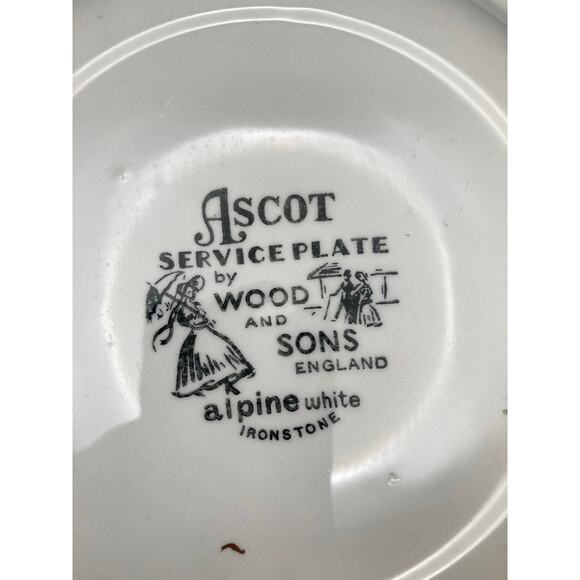 ASCOT
SERVICE PLATE
by
WOOD
AND
SONS
ENGLAND
alpine white
IRONSTONE